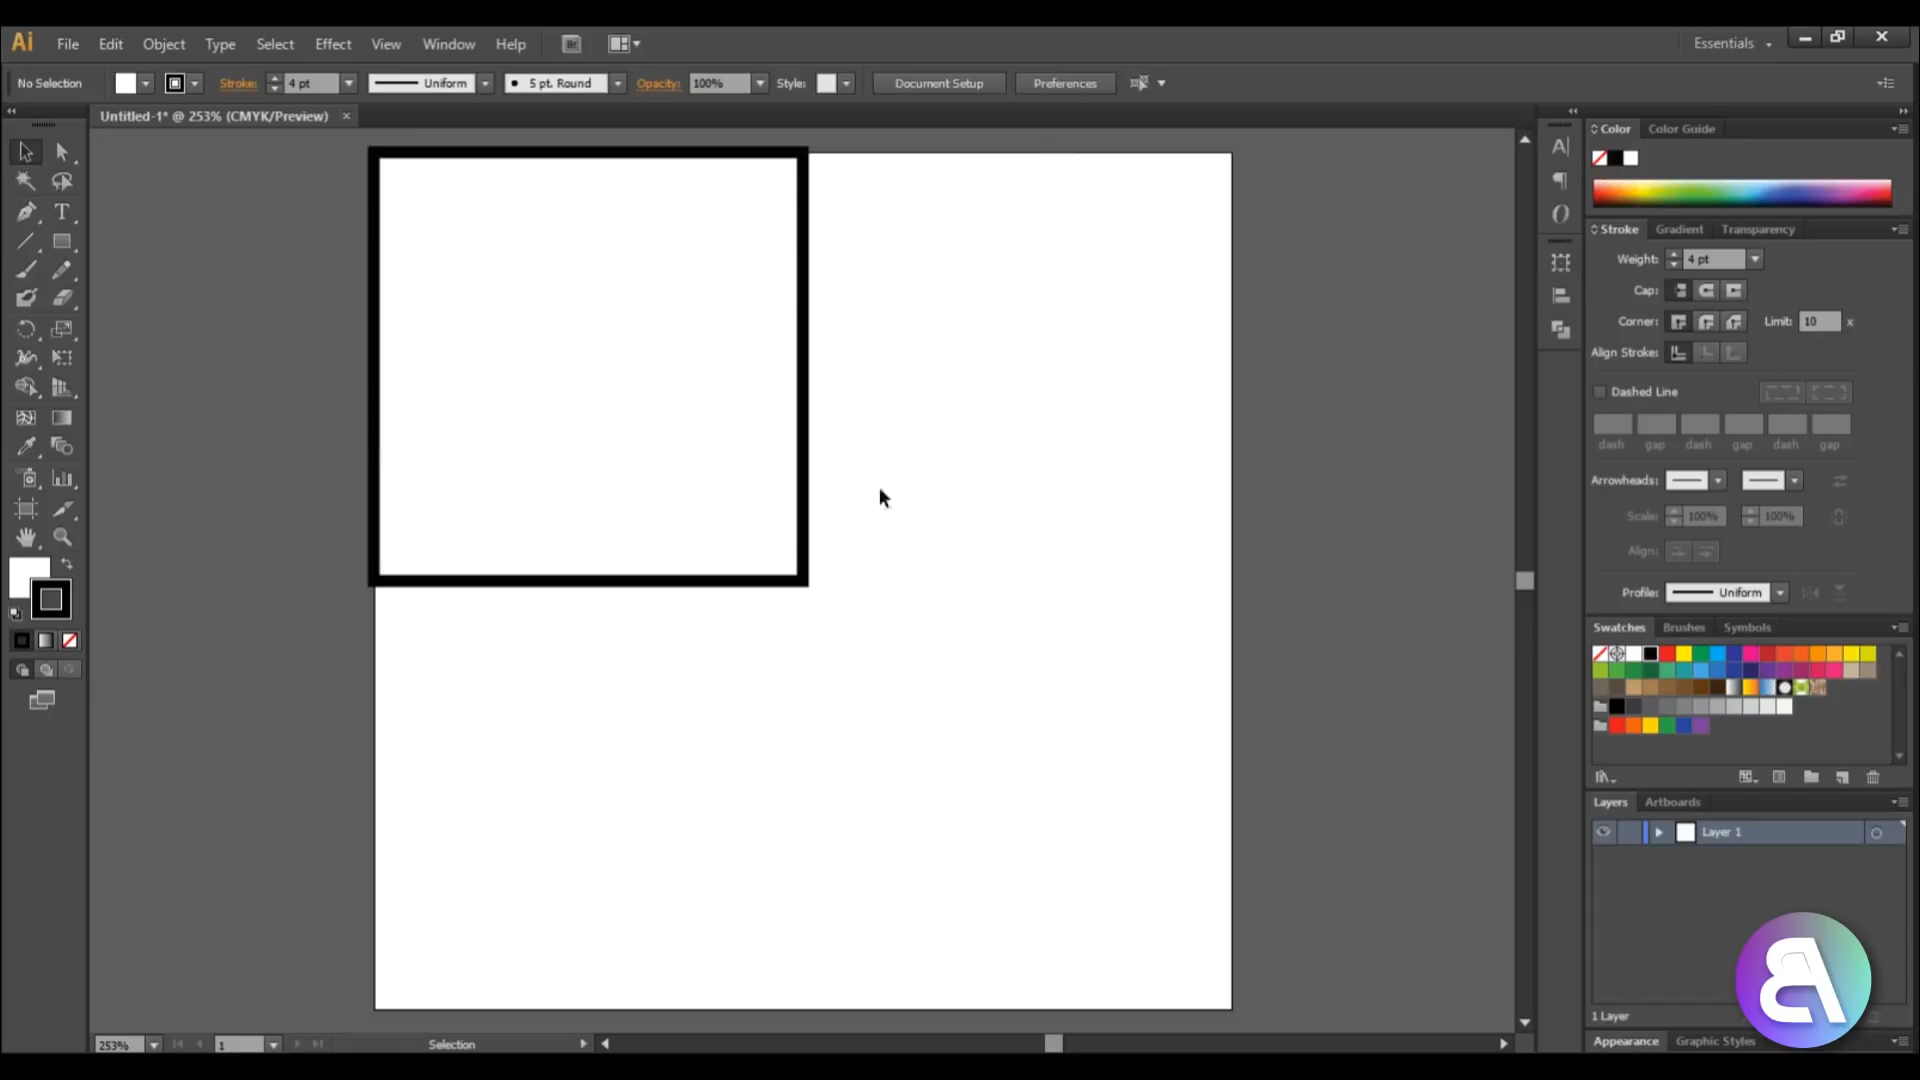 Ai File Edit Object Type Select Effect View Window Help Br Essentials
No Selection Stroke: 4 pt Uniform 5 pt. Round Opacity: 100% Style: Document Setup Preferences
Untitled-1* @ 253% (CMYK/Preview) ×
Color Color Guide
Stroke Gradient Transparency
Weight: 4 pt
Cap:
Corner: Limit: 10 x
Align Stroke:
Dashed Line
dash gap dash gap dash gap
Arrowheads:
Scale: 100% 100%
Align:
Profile: Uniform
Swatches Brushes Symbols
Layers Artboards
Layer 1
1 Layer
Appearance Graphic Styles
253% 1 Selection